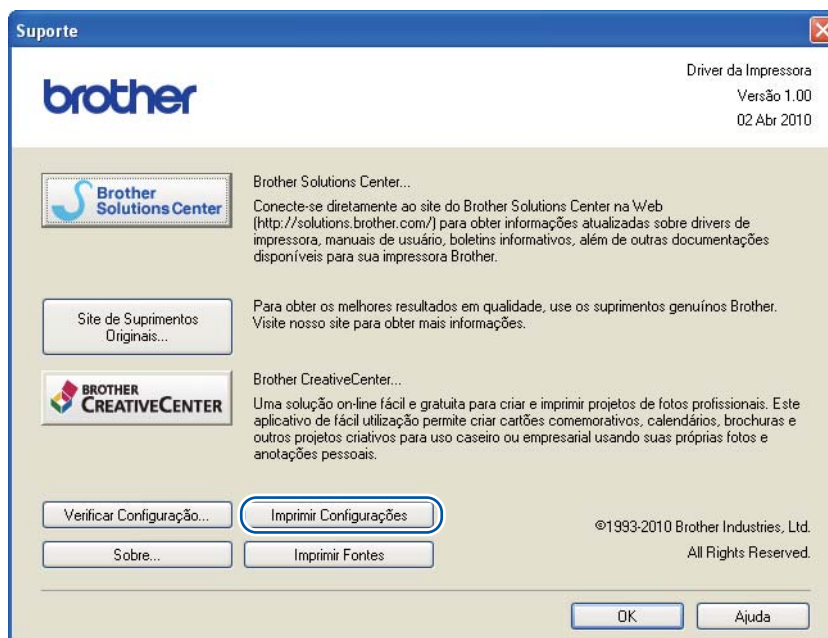 Suporte
brother
Driver da Impressora
Versão 1.00
02 Abr 2010
Brother
Solutions Center
Brother Solutions Center...
Conecte-se diretamente ao site do Brother Solutions Center na Web
(http://solutions.brother.com/) para obter informações atualizadas sobre drivers de
impressora, manuais de usuário, boletins informativos, além de outras documentações
disponíveis para sua impressora Brother.
Site de Suprimentos
Originais...
Para obter os melhores resultados em qualidade, use os suprimentos genuínos Brother.
Visite nosso site para obter mais informações.
BROTHER
CREATIVECENTER
Brother CreativeCenter...
Uma solução on-line fácil e gratuita para criar e imprimir projetos de fotos profissionais. Este
aplicativo de fácil utilização permite criar cartões comemorativos, calendários, brochuras e
outros projetos criativos para uso caseiro ou empresarial usando suas próprias fotos e
anotações pessoais.
Verificar Configuração...
Imprimir Configurações
Sobre...
Imprimir Fontes
©1993-2010 Brother Industries, Ltd.
All Rights Reserved.
OK
Ajuda